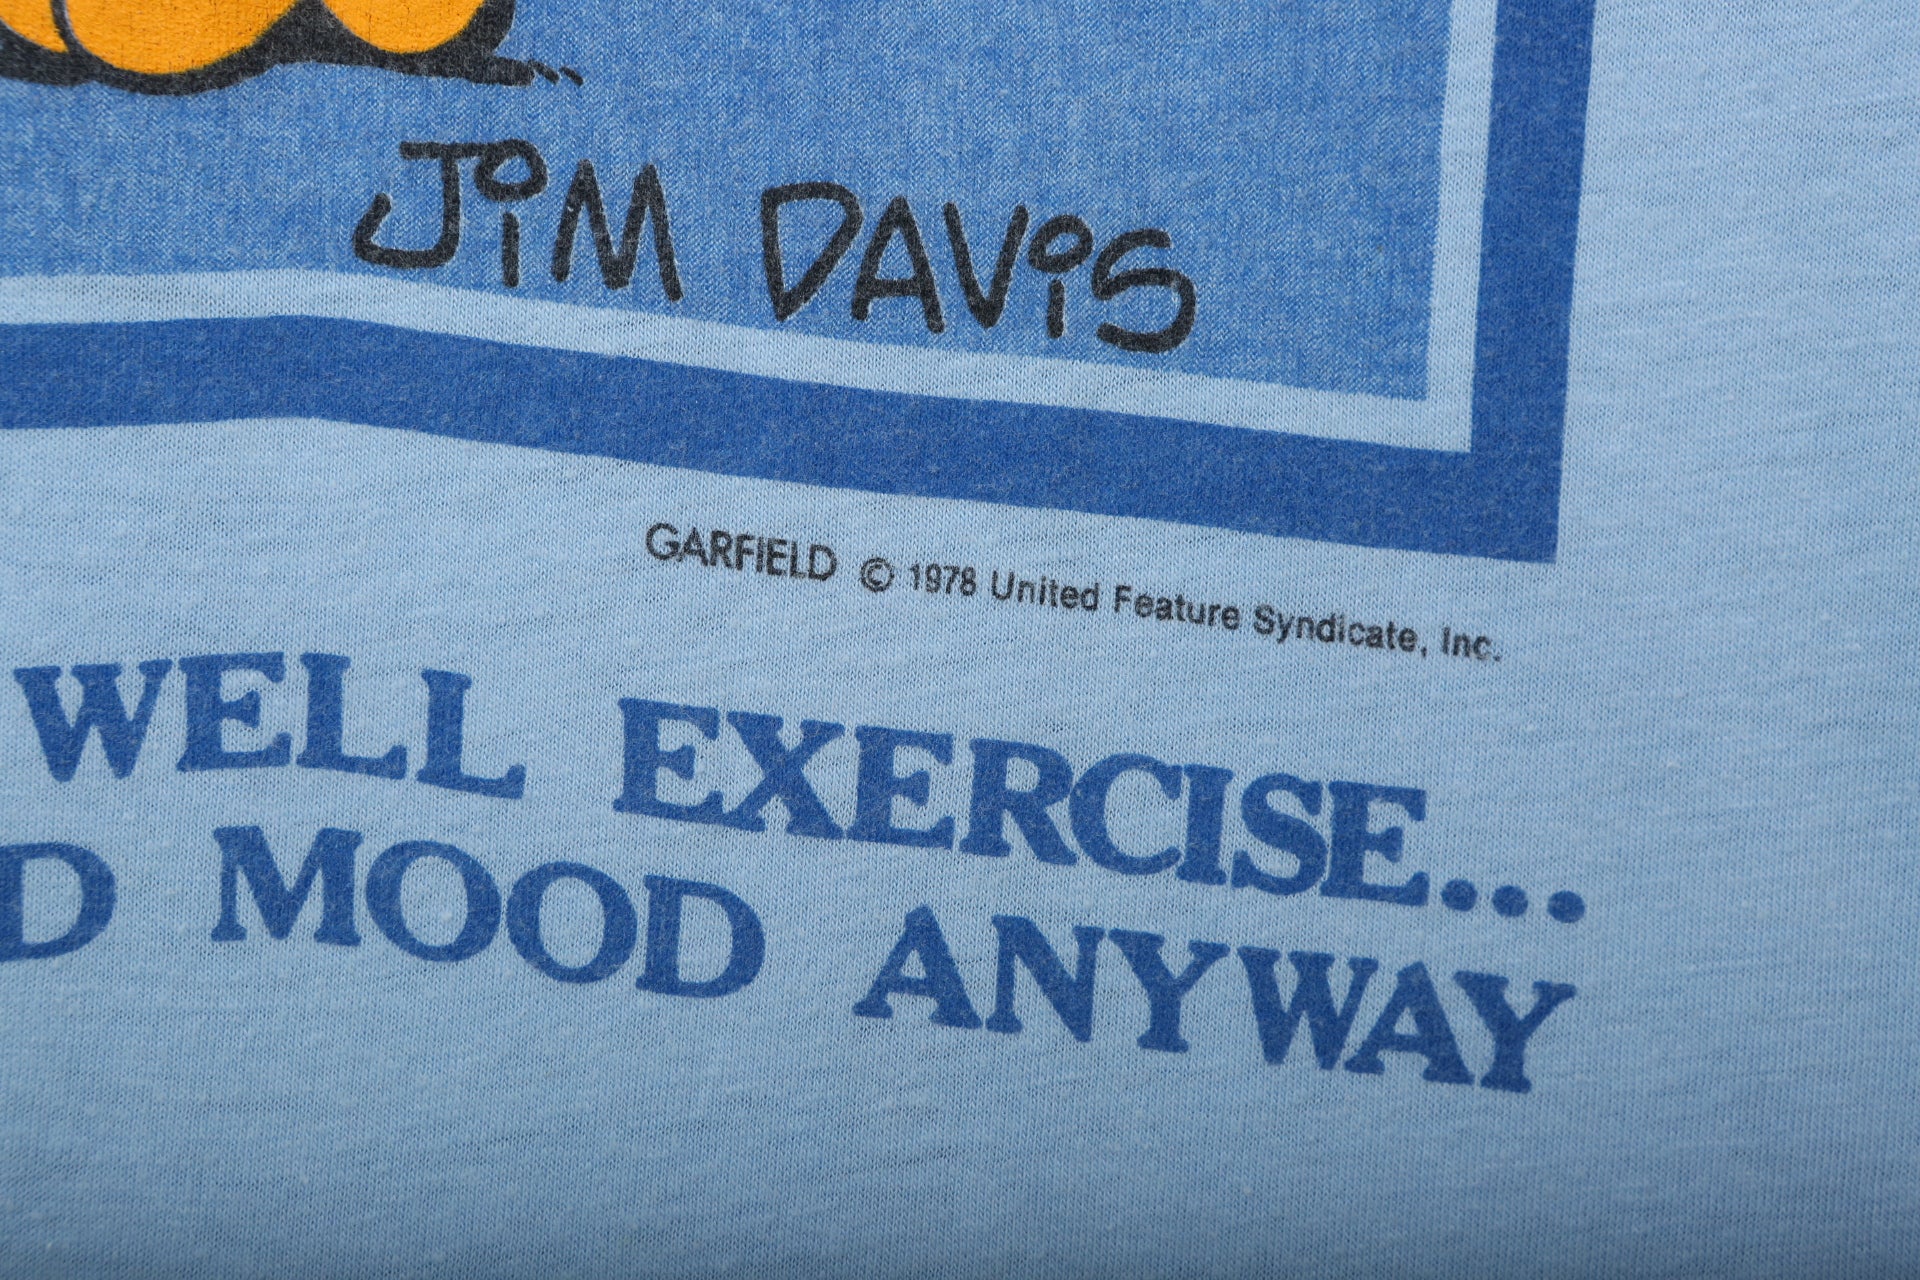 JiM DAViS
GARFIELD © 1978 United Feature Syndicate, Inc.
WELL EXERCISE...
D MOOD ANYWAY